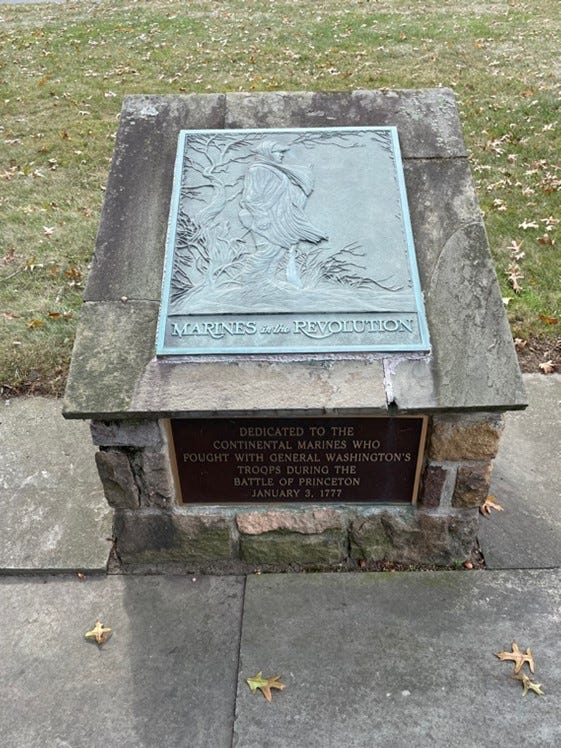 MARINES in the REVOLUTION
DEDICATED TO THE
CONTINENTAL MARINES WHO
FOUGHT WITH GENERAL WASHINGTON'S
TROOPS DURING THE
BATTLE OF PRINCETON
JANUARY 3, 1777